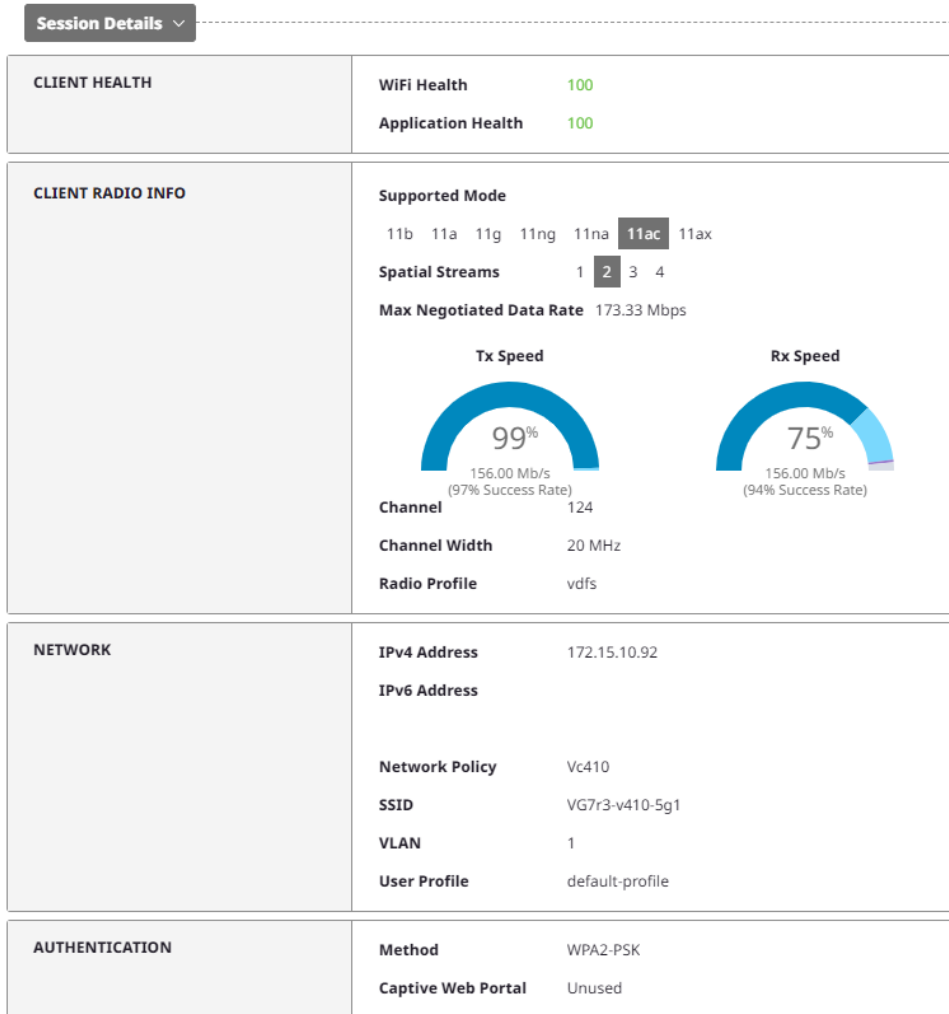 Session Details
CLIENT HEALTH
WiFi Health 100
Application Health 100
CLIENT RADIO INFO
Supported Mode
11b 11a 11g 11ng 11na 11ac 11ax
Spatial Streams 1 2 3 4
Max Negotiated Data Rate 173.33 Mbps
Tx Speed Rx Speed
99% 75%
156.00 Mb/s 156.00 Mb/s
(97% Success Rate) (94% Success Rate)
Channel 124
Channel Width 20 MHz
Radio Profile vdfs
NETWORK
IPv4 Address 172.15.10.92
IPv6 Address
Network Policy Vc410
SSID VG7r3-v410-5g1
VLAN 1
User Profile default-profile
AUTHENTICATION
Method WPA2-PSK
Captive Web Portal Unused